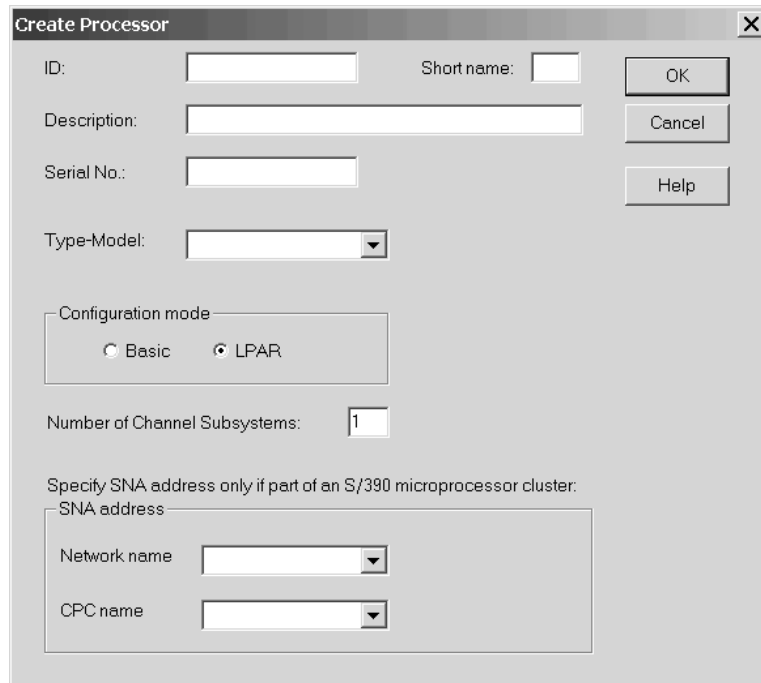 Create Processor
ID:
Short name:
OK
Description:
Cancel
Serial No.:
Help
Type-Model:
Configuration mode
Basic
LPAR
Number of Channel Subsystems:
1
Specify SNA address only if part of an S/390 microprocessor cluster:
SNA address
Network name
CPC name